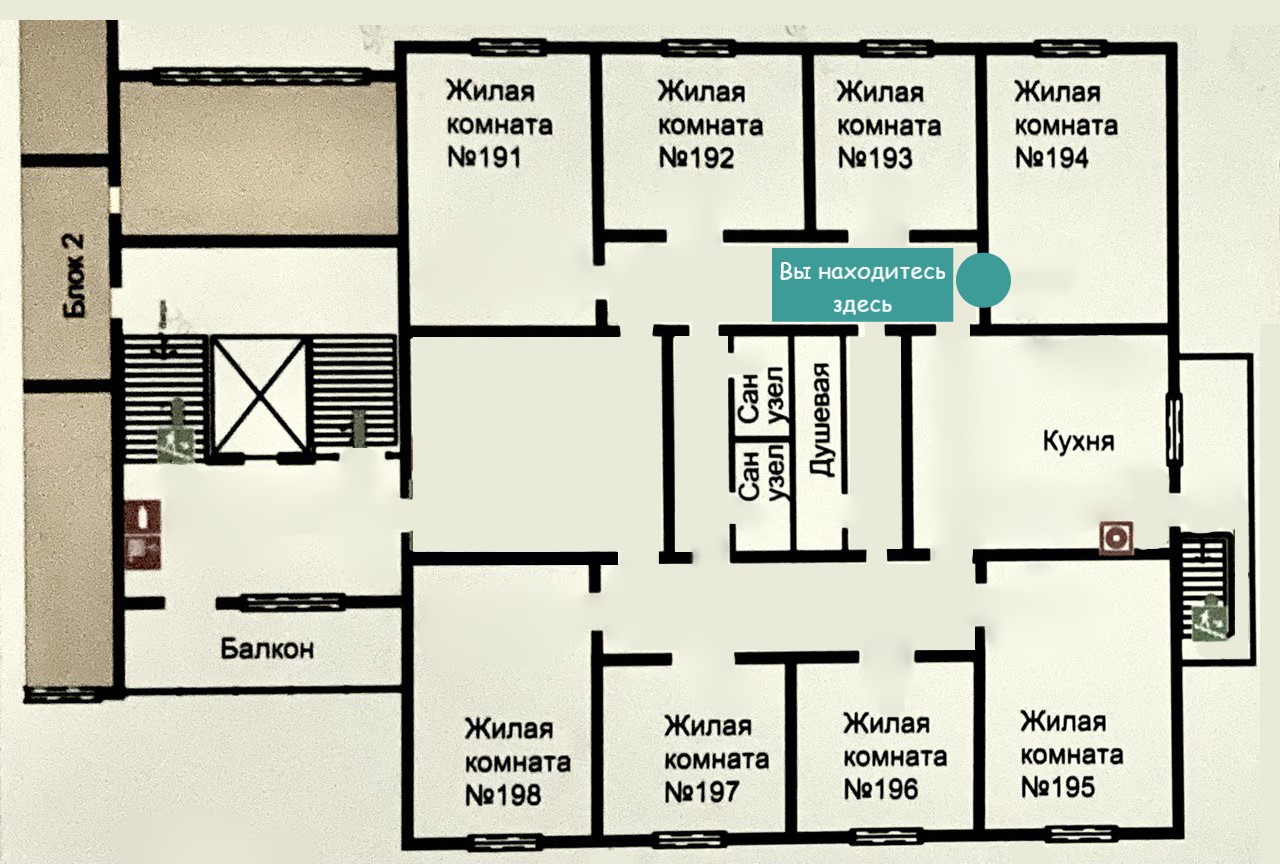 Жилая
комната
№191
Жилая
комната
№192
Жилая
комната
№193
Жилая
комната
№194
Блок 2
Вы находитесь
здесь
Сан
узел
Сан
узел
Душевая
Кухня
Балкон
Жилая
комната
№198
Жилая
комната
№197
Жилая
комната
№196
Жилая
комната
№195